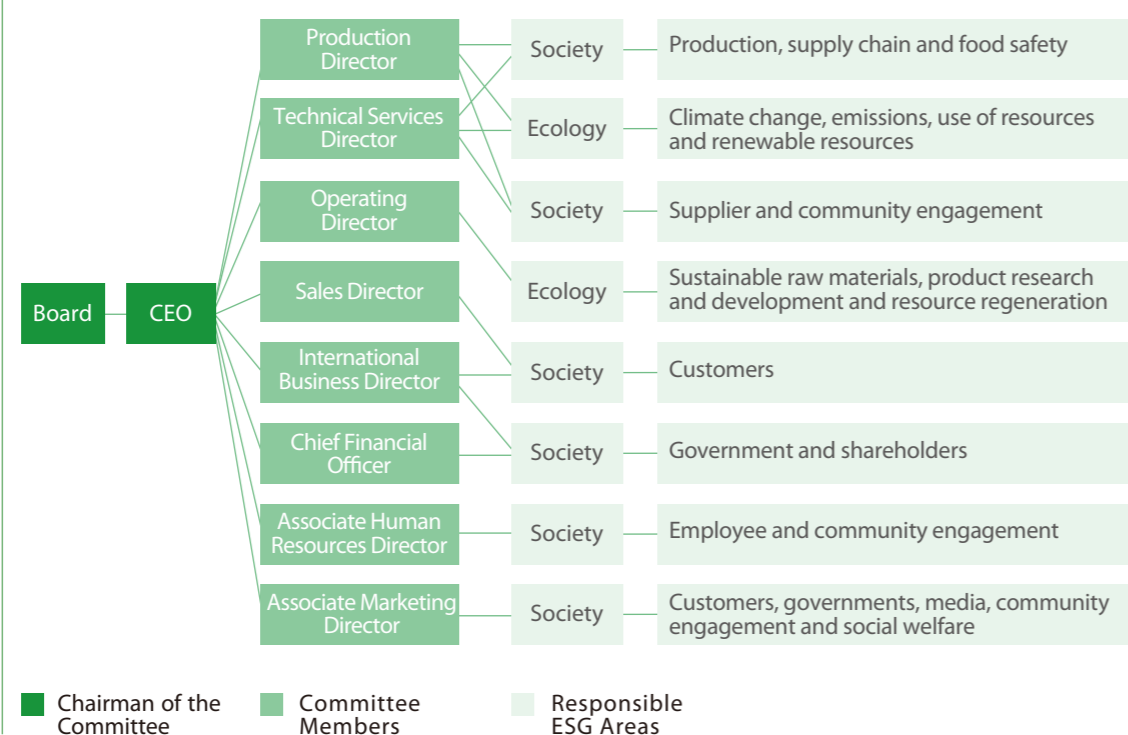 Production
Director
Society
Production, supply chain and food safety
Technical Services
Director
Ecology
Climate change, emissions, use of resources
and renewable resources
Operating
Director
Society
Supplier and community engagement
Board
CEO
Sales Director
Ecology
Sustainable raw materials, product research
and development and resource regeneration
International
Business Director
Society
Customers
Chief Financial
Officer
Society
Government and shareholders
Associate Human
Resources Director
Society
Employee and community engagement
Associate Marketing
Director
Society
Customers, governments, media, community
engagement and social welfare
Chairman of the
Committee
Committee
Members
Responsible
ESG Areas